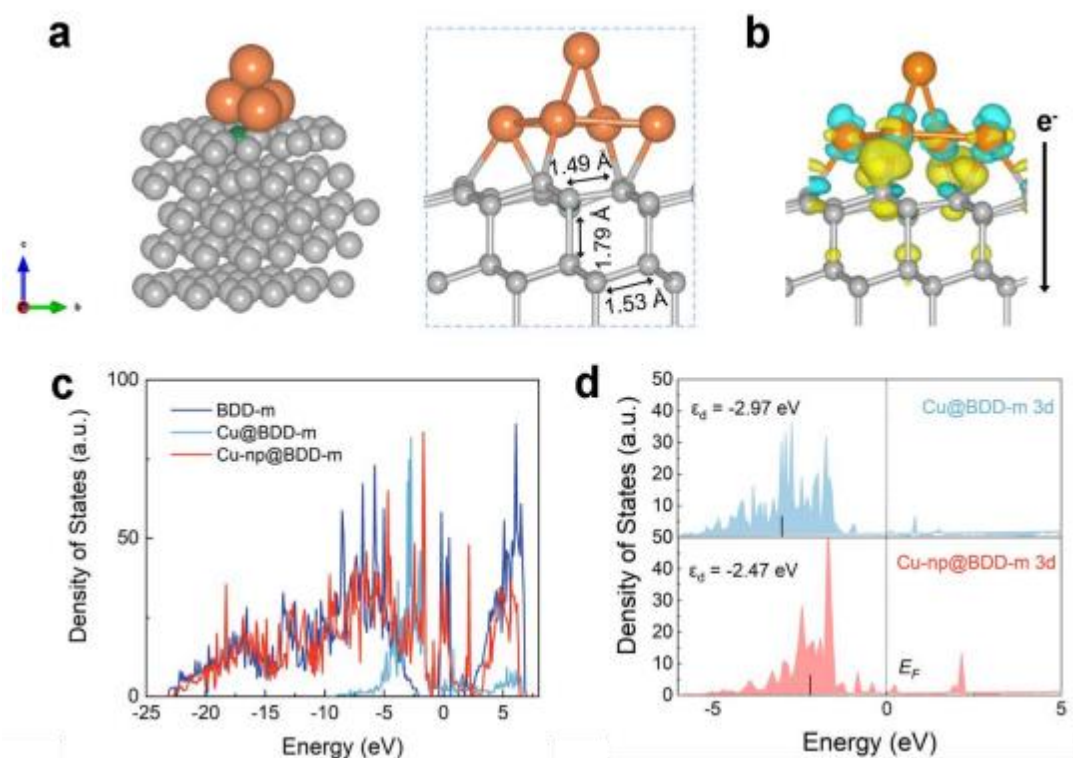 a
b
c
b
1.49 Å
1.79 Å
1.53 Å
e-
c
d
100
50
0
Density of States (a.u.)
BDD-m
Cu@BDD-m
Cu-np@BDD-m
-25
-20
-15
-10
-5
0
5
Energy (eV)
50
40
30
20
10
50
40
30
20
10
0
Density of States (a.u.)
εd = -2.97 eV
Cu@BDD-m 3d
εd = -2.47 eV
Cu-np@BDD-m 3d
EF
-5
0
5
Energy (eV)